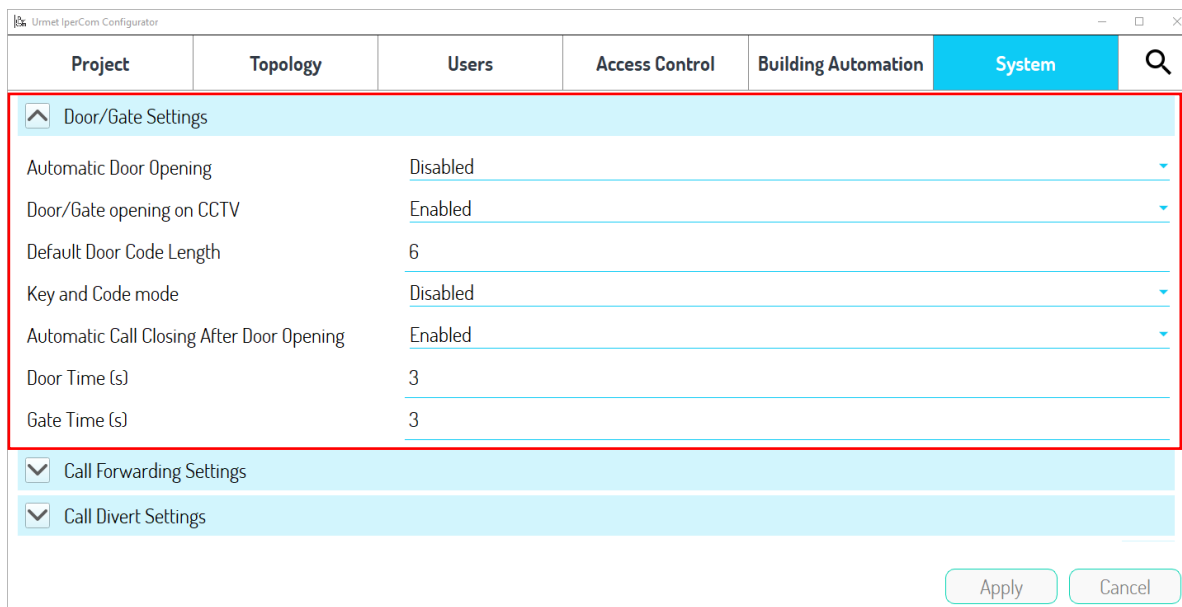 Urmet IperCom Configurator
Project Topology Users Access Control Building Automation System
Door/Gate Settings
Automatic Door Opening Disabled
Door/Gate opening on CCTV Enabled
Default Door Code Length 6
Key and Code mode Disabled
Automatic Call Closing After Door Opening Enabled
Door Time (s) 3
Gate Time (s) 3
Call Forwarding Settings
Call Divert Settings
Apply Cancel